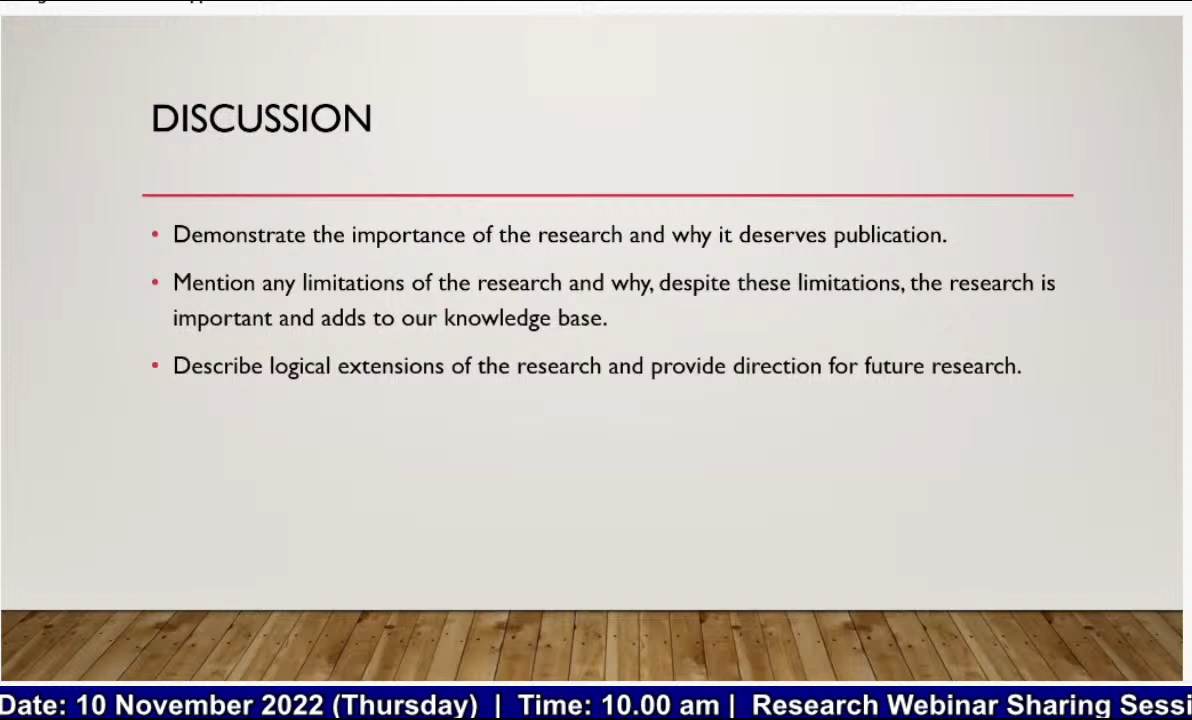 DISCUSSION
• Demonstrate the importance of the research and why it deserves publication.
• Mention any limitations of the research and why, despite these limitations, the research is
important and adds to our knowledge base.
• Describe logical extensions of the research and provide direction for future research.
Date: 10 November 2022 (Thursday) | Time: 10.00 am | Research Webinar Sharing Sessi